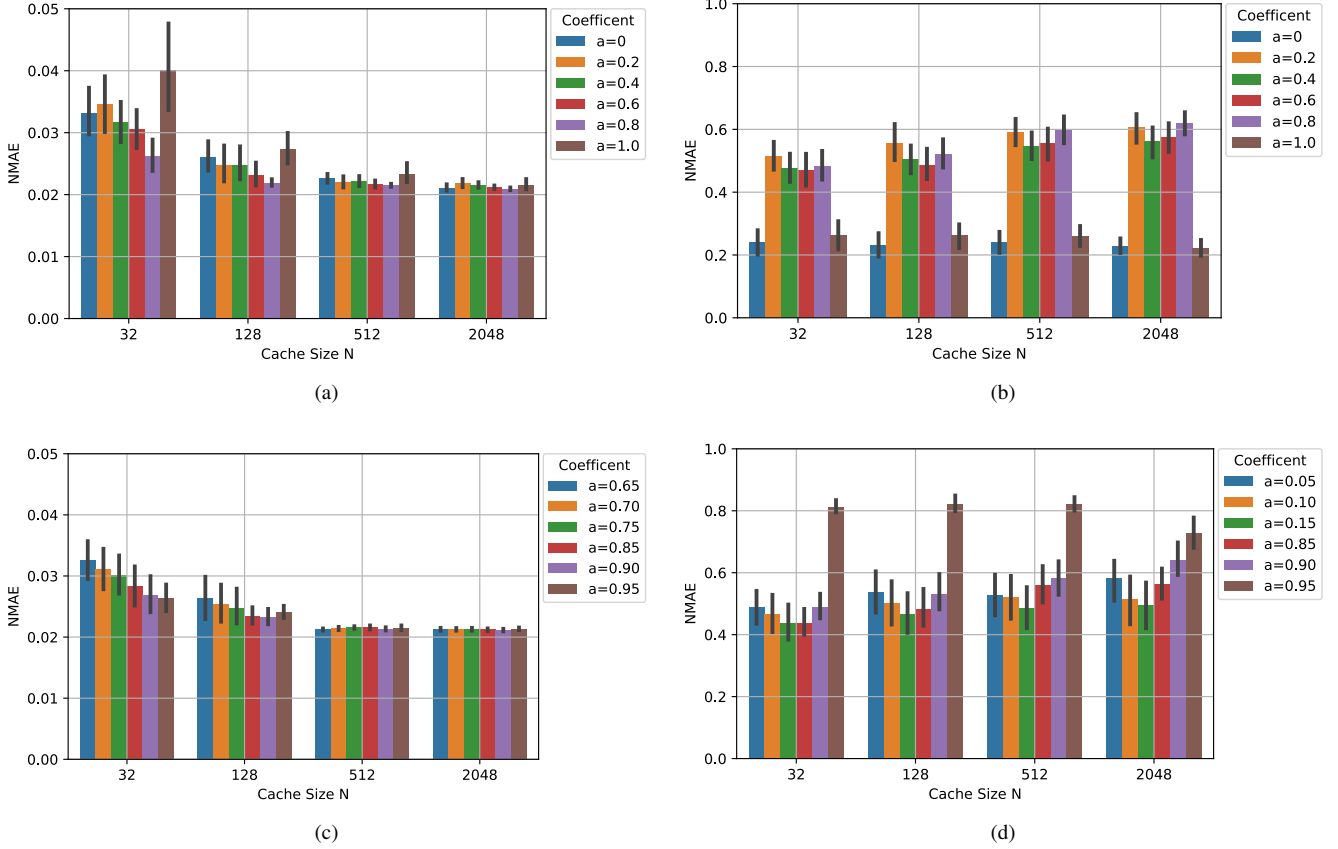 0.05
0.04
0.03
0.02
0.01
0.00
NMAE
32
128
512
2048
Cache Size N
Coefficent
a=0
a=0.2
a=0.4
a=0.6
a=0.8
a=1.0
(a)
1.0
0.8
0.6
0.4
0.2
0.0
NMAE
32
128
512
2048
Cache Size N
Coefficent
a=0
a=0.2
a=0.4
a=0.6
a=0.8
a=1.0
(b)
0.05
0.04
0.03
0.02
0.01
0.00
NMAE
32
128
512
2048
Cache Size N
Coefficent
a=0.65
a=0.70
a=0.75
a=0.85
a=0.90
a=0.95
(c)
1.0
0.8
0.6
0.4
0.2
0.0
NMAE
32
128
512
2048
Cache Size N
Coefficent
a=0.05
a=0.10
a=0.15
a=0.85
a=0.90
a=0.95
(d)